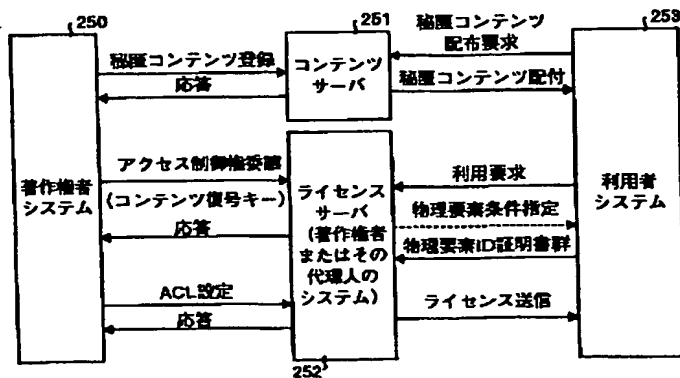 250
251
253
秘匿コンテンツ登録
応答
コンテンツ
サーバ
秘匿コンテンツ
配布要求
秘匿コンテンツ配付
著作権者
システム
アクセス制御権委譲
(コンテンツ復号キー)
応答
ACL設定
応答
ライセンス
サーバ
(著作権者
またはその
代理人の
システム)
252
利用要求
物理要素条件指定
物理要素ID証明書群
ライセンス送信
利用者
システム